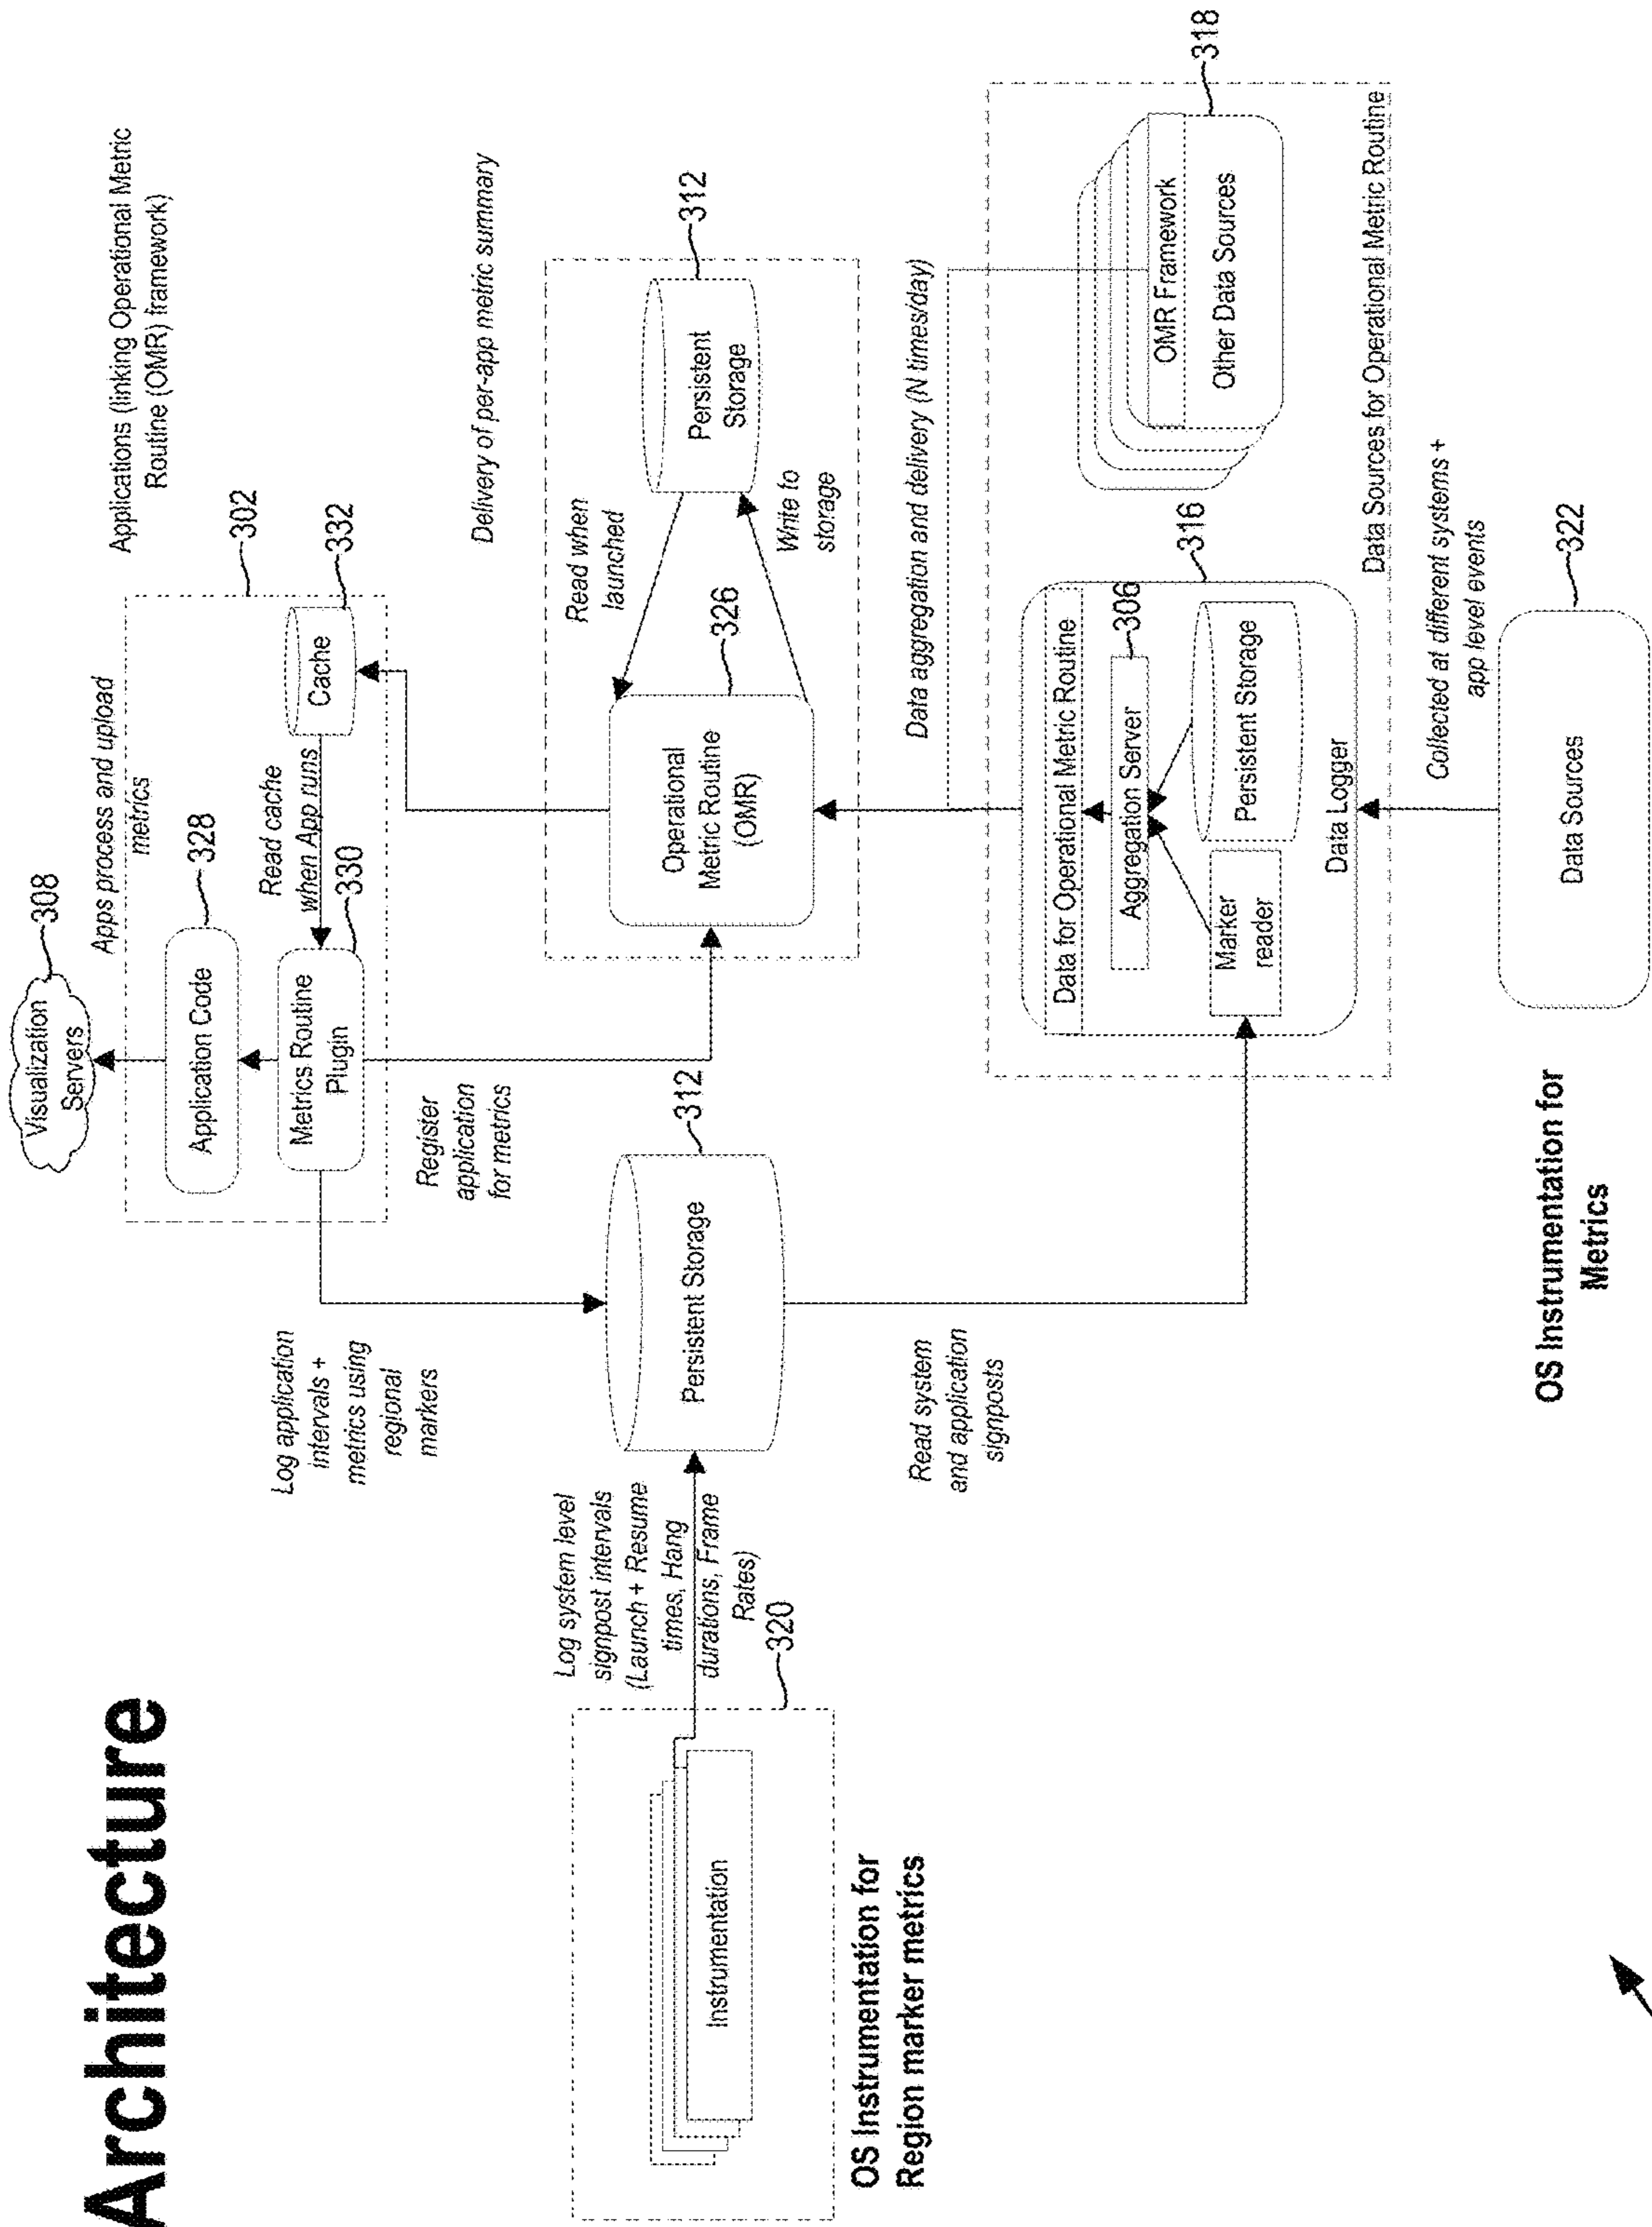 Architecture
Visualization
Servers
308
Apps process and upload
metrics
Applications (linking Operational Metric
Routine (OMR) framework)
302
Application Code
328
Read cache
when App runs
Cache
332
Metrics Routine
Plugin
330
Log application
intervals +
metrics using
regional
markers
Register
application
for metrics
Delivery of per-app metric summary
Log system level
signpost intervals
(Launch + Resume
times, Hang
durations, Frame
Rates)
320
Instrumentation
OS Instrumentation for
Region marker metrics
Persistent Storage
312
Operational
Metric Routine
(OMR)
326
Read when
launched
Write to
storage
Persistent
Storage
312
Read system
and application
signposts
Data aggregation and delivery (N times/day)
Data for Operational Metric Routine
Aggregation Server
306
Marker
reader
Persistent Storage
Data Logger
316
OMR Framework
Other Data Sources
318
Data Sources for Operational Metric Routine
Collected at different systems +
app level events
Data Sources
322
OS Instrumentation for
Metrics